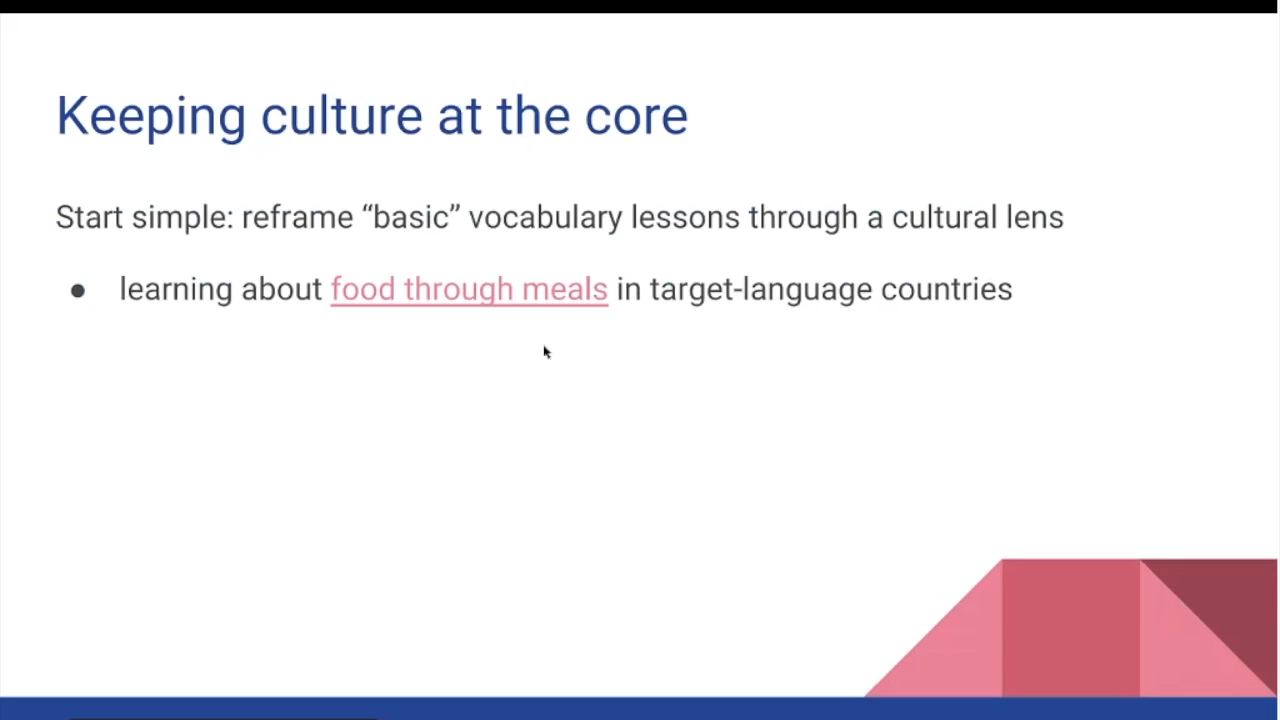 Keeping culture at the core
Start simple: reframe “basic” vocabulary lessons through a cultural lens
● learning about food through meals in target-language countries